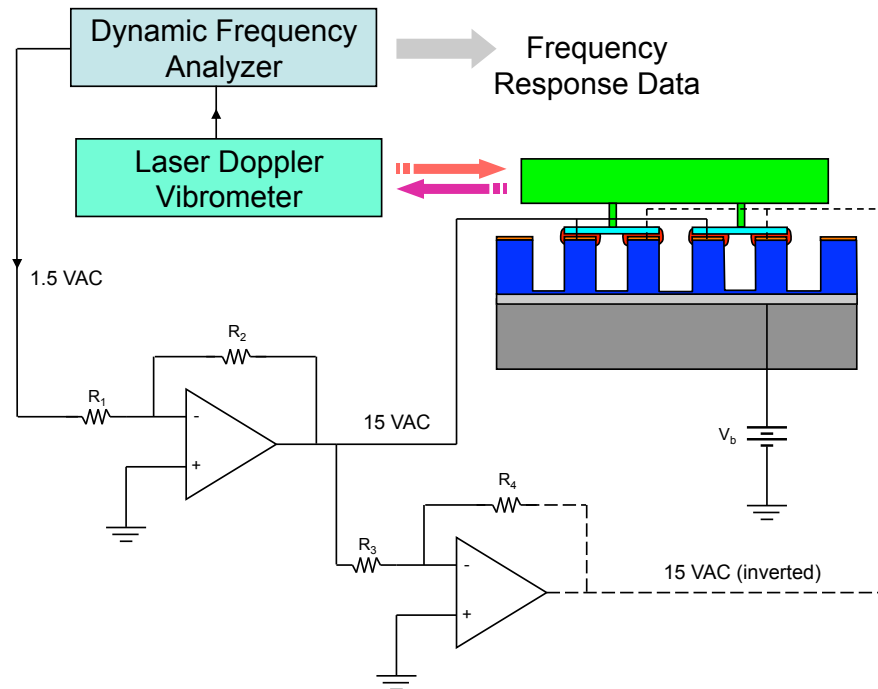 Dynamic Frequency
Analyzer
Frequency
Response Data
Laser Doppler
Vibrometer
1.5 VAC
R2
R1
-
+
15 VAC
Vb
R4
R3
-
+
15 VAC (inverted)